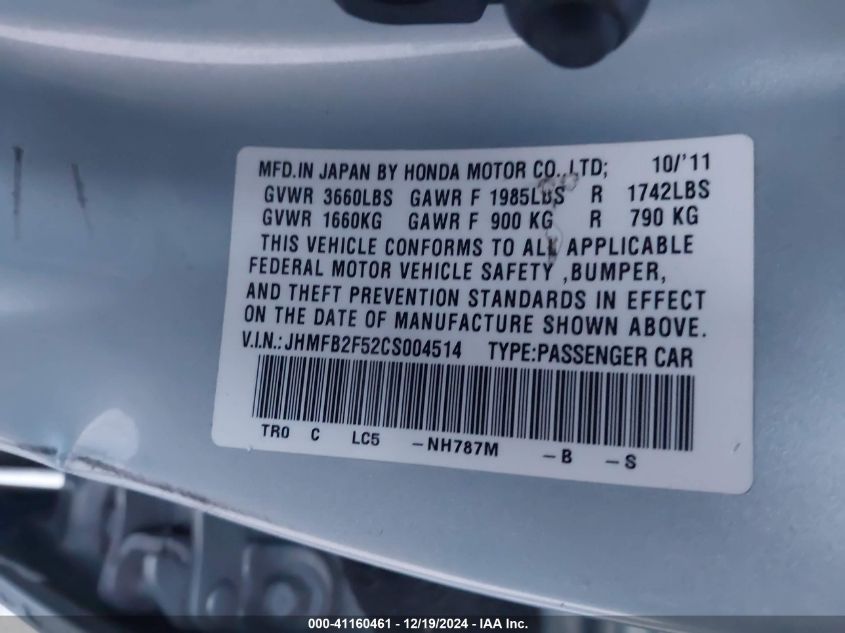 MFD.IN JAPAN BY HONDA MOTOR CO.,LTD; 10/'11
GVWR 3660LBS GAWR F 1985LBS R 1742LBS
GVWR 1660KG GAWR F 900 KG R 790 KG
THIS VEHICLE CONFORMS TO ALL APPLICABLE
FEDERAL MOTOR VEHICLE SAFETY ,BUMPER,
AND THEFT PREVENTION STANDARDS IN EFFECT
ON THE DATE OF MANUFACTURE SHOWN ABOVE.
V.I.N.:JHMFB2F52CS004514 TYPE:PASSENGER CAR
TR0 C LC5 -NH787M -B -S
000-41160461 - 12/19/2024 - IAA Inc.